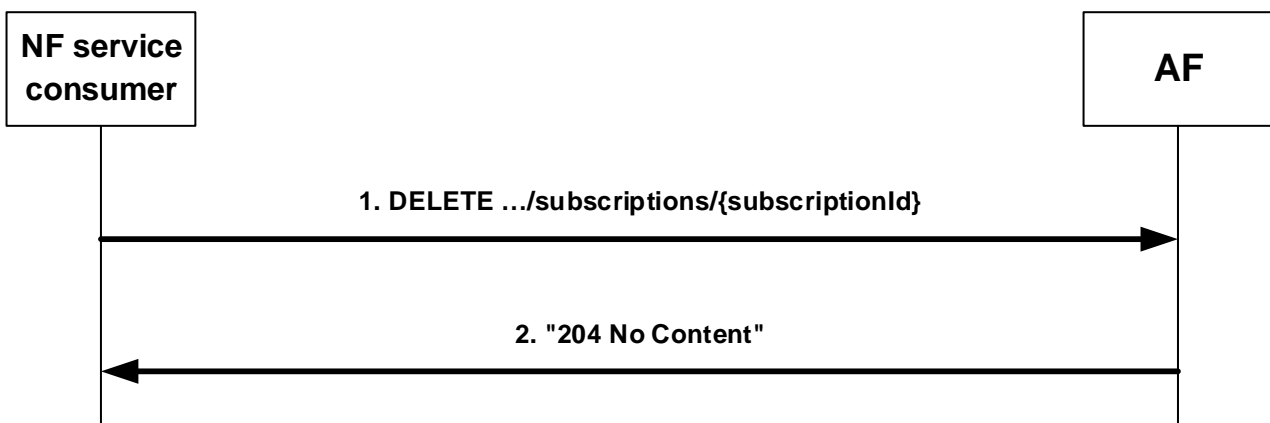 NF service
consumer
AF
1. DELETE …/subscriptions/{subscriptionId}
2. "204 No Content"